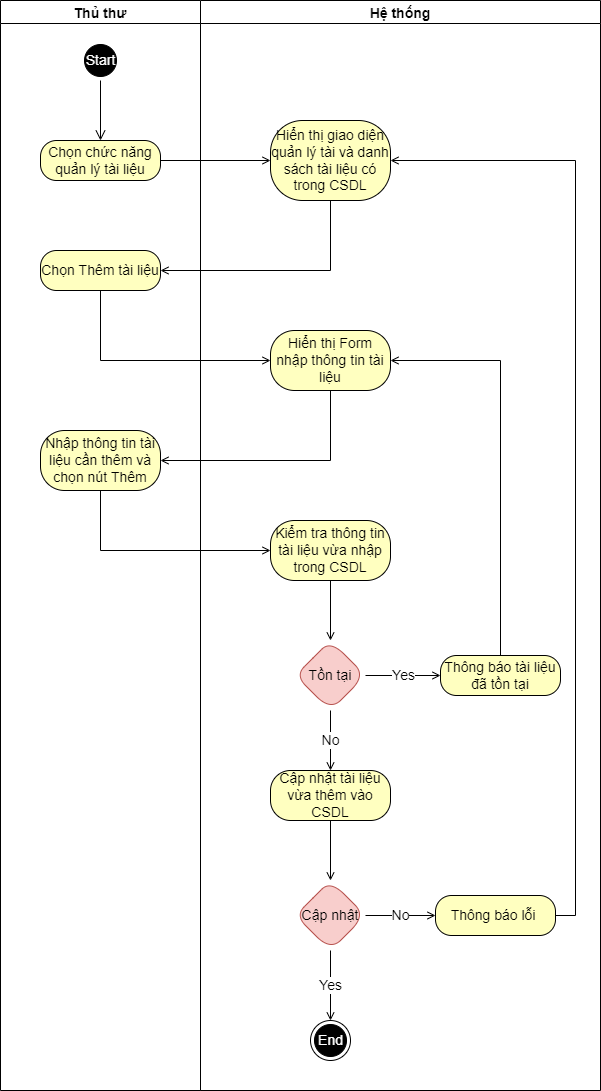 Thủ thư
Hệ thống
Start
Chọn chức năng
quản lý tài liệu
Hiển thị giao diện
quản lý tài và danh
sách tài liệu có
trong CSDL
Chọn Thêm tài liệu
Hiển thị Form
nhập thông tin tài
liệu
Nhập thông tin tài
liệu cần thêm và
chọn nút Thêm
Kiểm tra thông tin
tài liệu vừa nhập
trong CSDL
Tồn tại
Yes
Thông báo tài liệu
đã tồn tại
No
Cập nhật tài liệu
vừa thêm vào
CSDL
Cập nhật
No
Thông báo lỗi
Yes
End